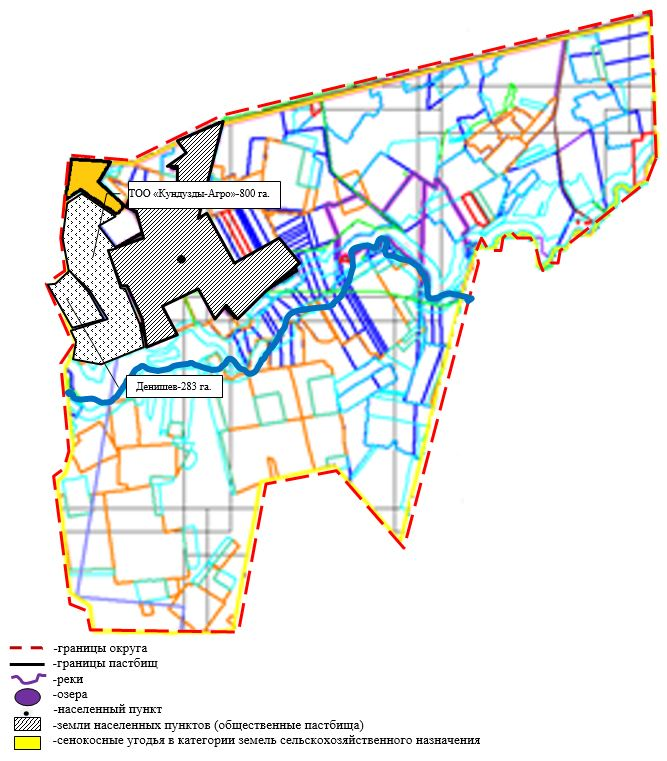 ТОО «Кундузды-Агро»-800 га.
Денишев-283 га.
-границы округа
-границы пастбищ
-реки
-озера
-населенный пункт
-земли населенных пунктов (общественные пастбища)
-сенокосные угодья в категории земель сельскохозяйственного назначения